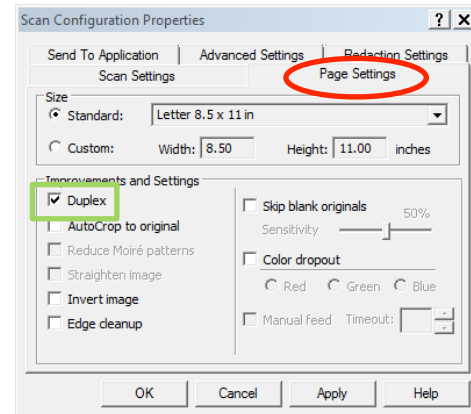 Scan Configuration Properties ? X
Send To Application Advanced Settings Redaction Settings
Scan Settings Page Settings
Size
Standard: Letter 8.5 x 11 in
Custom: Width: 8.50 Height: 11.00 inches
Improvements and Settings
Duplex
AutoCrop to original
Reduce Moiré patterns
Straighten image
Invert image
Edge cleanup
Skip blank originals 50%
Sensitivity
Color dropout
Red Green Blue
Manual feed Timeout:
OK Cancel Apply Help